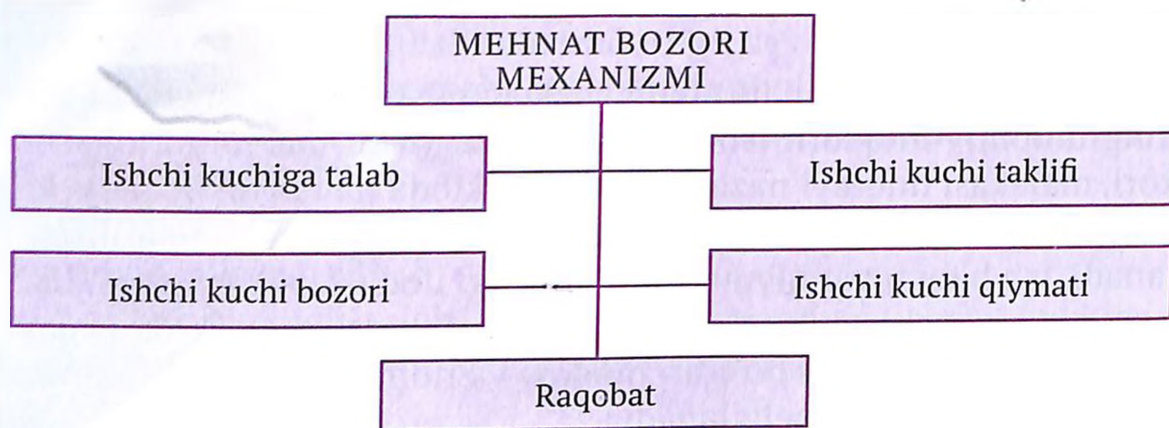 MEHNAT BOZORI
MEXANIZMI
Ishchi kuchiga talab
Ishchi kuchi taklifi
Ishchi kuchi bozori
Ishchi kuchi qiymati
Raqobat